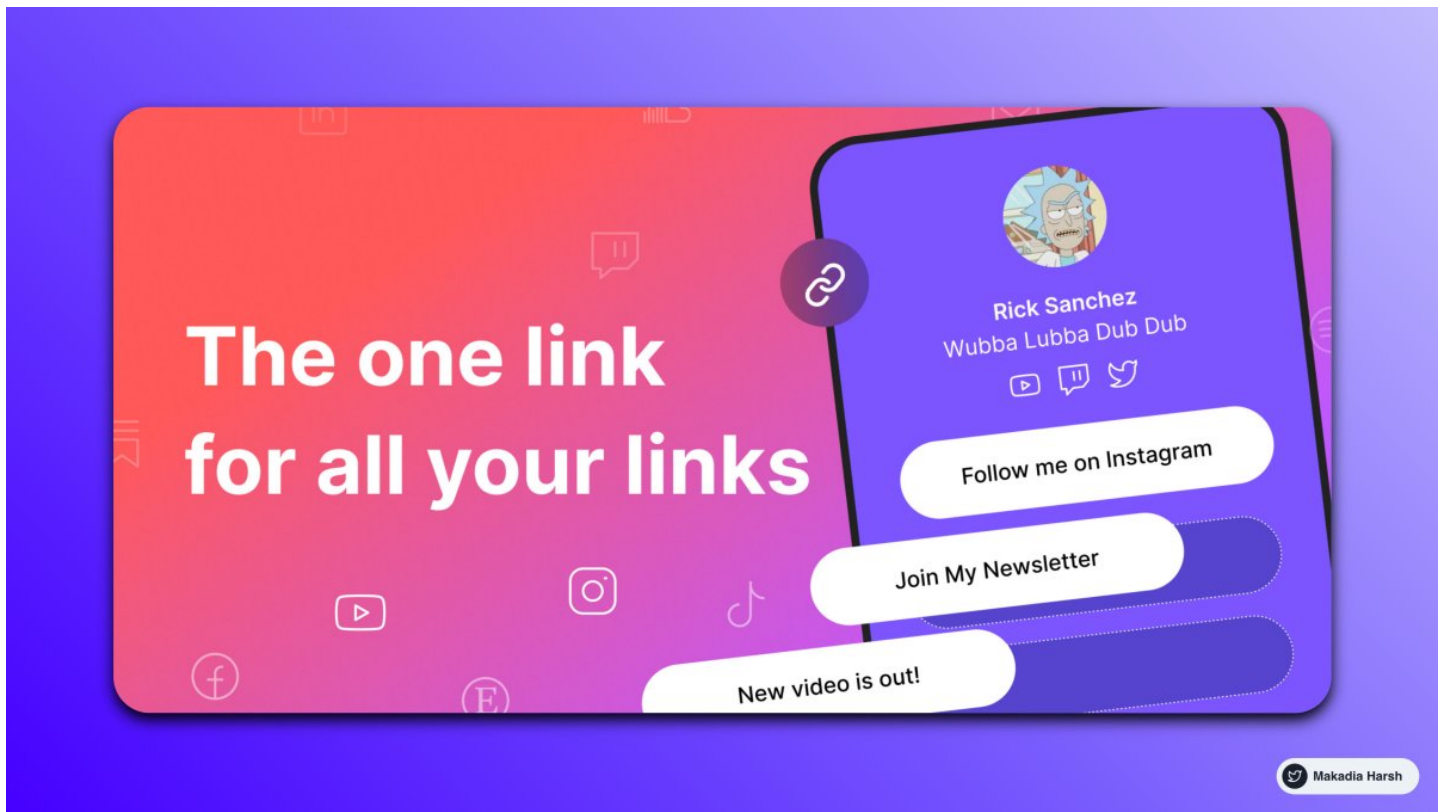 The one link
for all your links
Rick Sanchez
Wubba Lubba Dub Dub
Follow me on Instagram
Join My Newsletter
New video is out!
Makadia Harsh